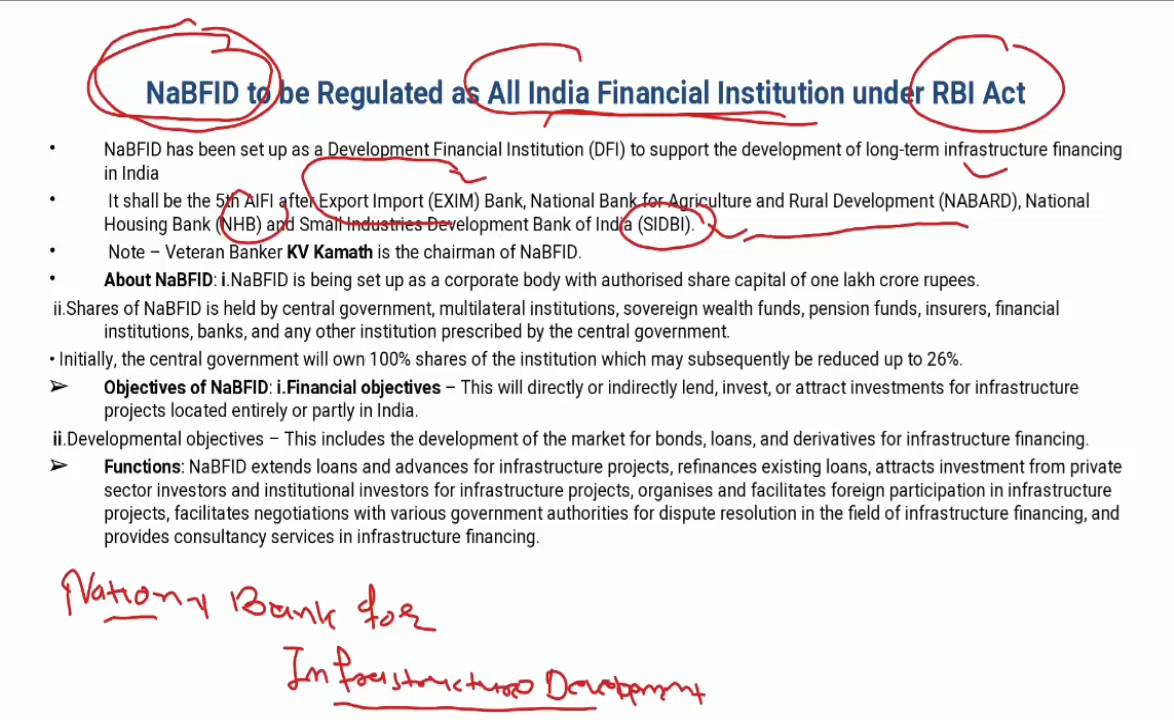 NaBFID to be Regulated as All India Financial Institution under RBI Act
• NaBFID has been set up as a Development Financial Institution (DFI) to support the development of long-term infrastructure financing
in India
• It shall be the 5th AIFI after Export Import (EXIM) Bank, National Bank for Agriculture and Rural Development (NABARD), National
Housing Bank (NHB) and Small Industries Development Bank of India (SIDBI).
• Note – Veteran Banker KV Kamath is the chairman of NaBFID.
• About NaBFID: i.NaBFID is being set up as a corporate body with authorised share capital of one lakh crore rupees.
ii.Shares of NaBFID is held by central government, multilateral institutions, sovereign wealth funds, pension funds, insurers, financial
institutions, banks, and any other institution prescribed by the central government.
• Initially, the central government will own 100% shares of the institution which may subsequently be reduced up to 26%.
➢ Objectives of NaBFID: i.Financial objectives – This will directly or indirectly lend, invest, or attract investments for infrastructure
projects located entirely or partly in India.
ii.Developmental objectives – This includes the development of the market for bonds, loans, and derivatives for infrastructure financing.
➢ Functions: NaBFID extends loans and advances for infrastructure projects, refinances existing loans, attracts investment from private
sector investors and institutional investors for infrastructure projects, organises and facilitates foreign participation in infrastructure
projects, facilitates negotiations with various government authorities for dispute resolution in the field of infrastructure financing, and
provides consultancy services in infrastructure financing.
National Bank for
Infrastructure Development